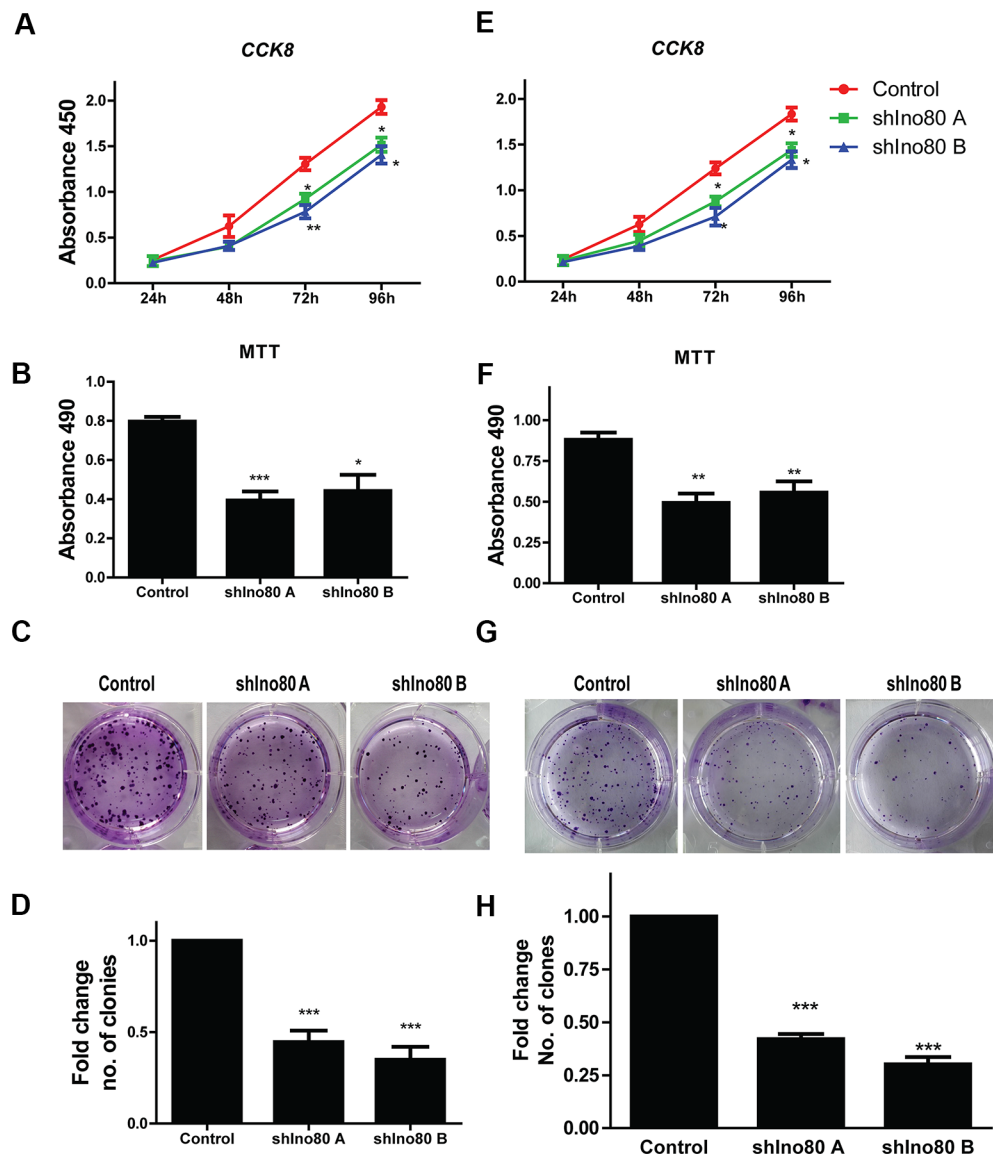 A
CCK8
Absorbance 450
2.0
1.5
1.0
0.5
0.0
*
*
*
**
24h 48h 72h 96h
E
CCK8
2.0
1.5
1.0
0.5
0.0
*
*
*
*
24h 48h 72h 96h
Control
shIno80 A
shIno80 B
B
MTT
Absorbance 490
1.0
0.8
0.6
0.4
0.2
0.0
***
*
Control shIno80 A shIno80 B
F
MTT
Absorbance 490
1.00
0.75
0.50
0.25
0.00
**
**
Control shIno80 A shIno80 B
C
Control shIno80 A shIno80 B
G
Control shIno80 A shIno80 B
D
Fold change
no. of clonies
1.0
0.5
0.0
***
***
Control shIno80 A shIno80 B
H
Fold change
No. of clones
1.00
0.75
0.50
0.25
0.00
***
***
Control shIno80 A shIno80 B